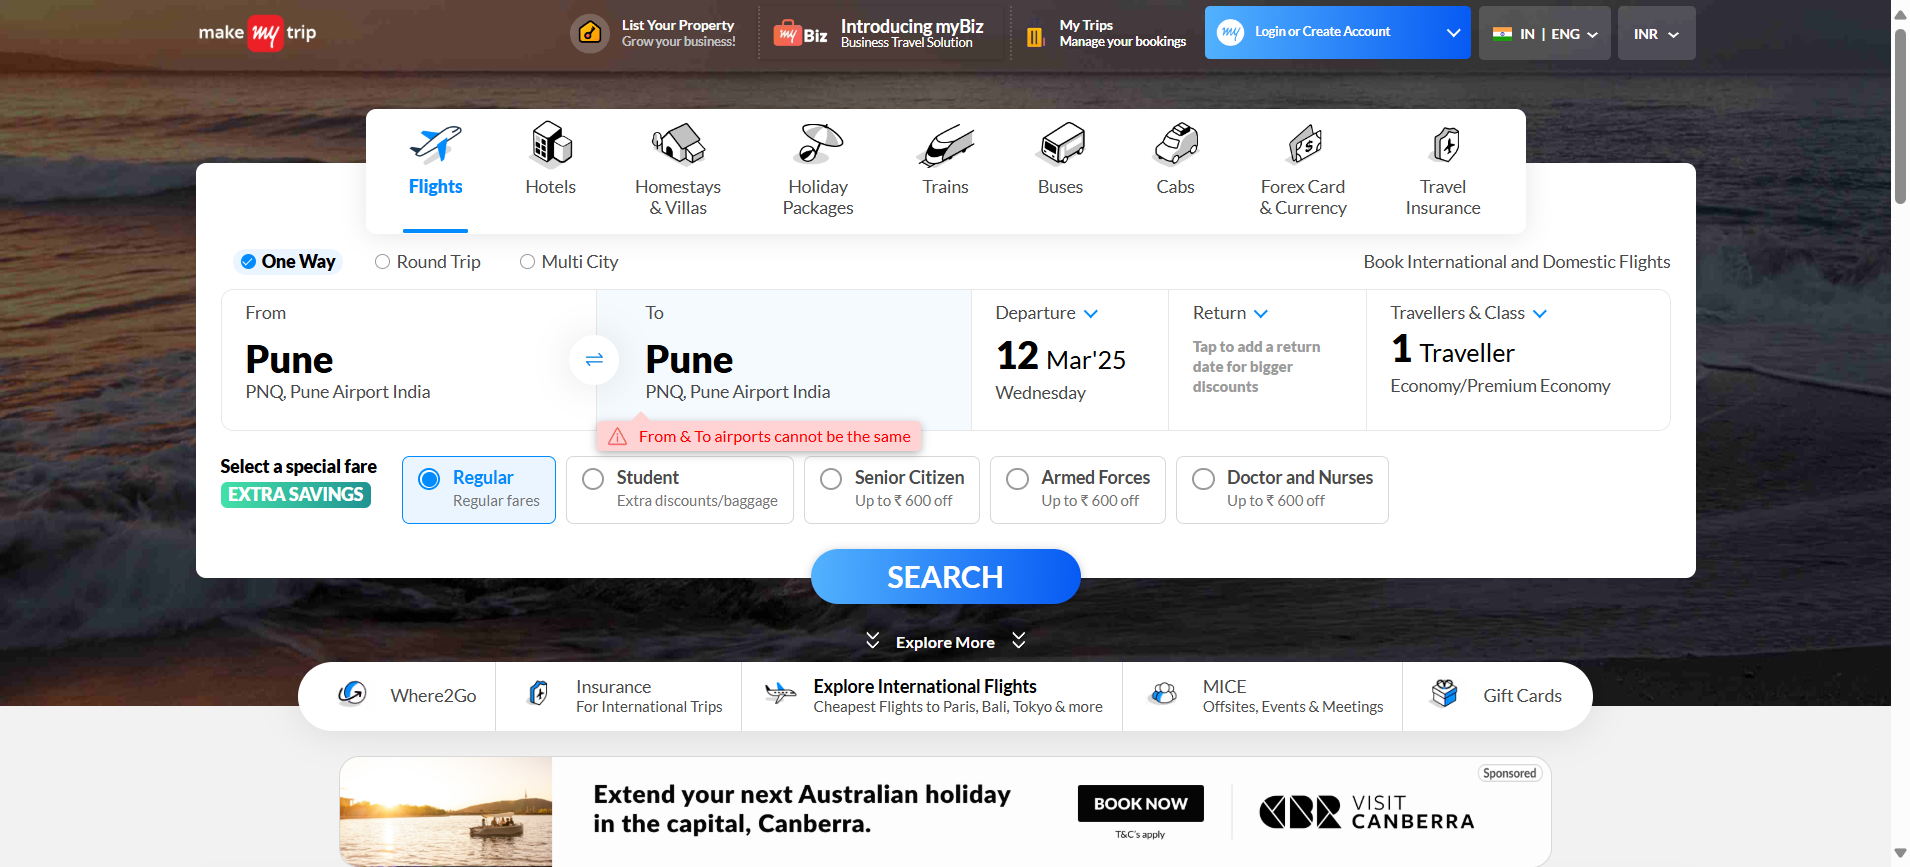 make my trip
List Your Property
Grow your business!
my Biz
Introducing myBiz
Business Travel Solution
My Trips
Manage your bookings
my
Login or Create Account
IN | ENG
INR
Flights
Hotels
Homestays
& Villas
Holiday
Packages
Trains
Buses
Cabs
Forex Card
& Currency
Travel
Insurance
One Way
Round Trip
Multi City
Book International and Domestic Flights
From
Pune
PNQ, Pune Airport India
To
Pune
PNQ, Pune Airport India
From & To airports cannot be the same
Departure
12 Mar'25
Wednesday
Return
Tap to add a return
date for bigger
discounts
Travellers & Class
1 Traveller
Economy/Premium Economy
Select a special fare
EXTRA SAVINGS
Regular
Regular fares
Student
Extra discounts/baggage
Senior Citizen
Up to ₹ 600 off
Armed Forces
Up to ₹ 600 off
Doctor and Nurses
Up to ₹ 600 off
SEARCH
Explore More
Where2Go
Insurance
For International Trips
Explore International Flights
Cheapest Flights to Paris, Bali, Tokyo & more
MICE
Offsites, Events & Meetings
Gift Cards
Sponsored
Extend your next Australian holiday
in the capital, Canberra.
BOOK NOW
T&C's apply
CBR
VISIT
CANBERRA